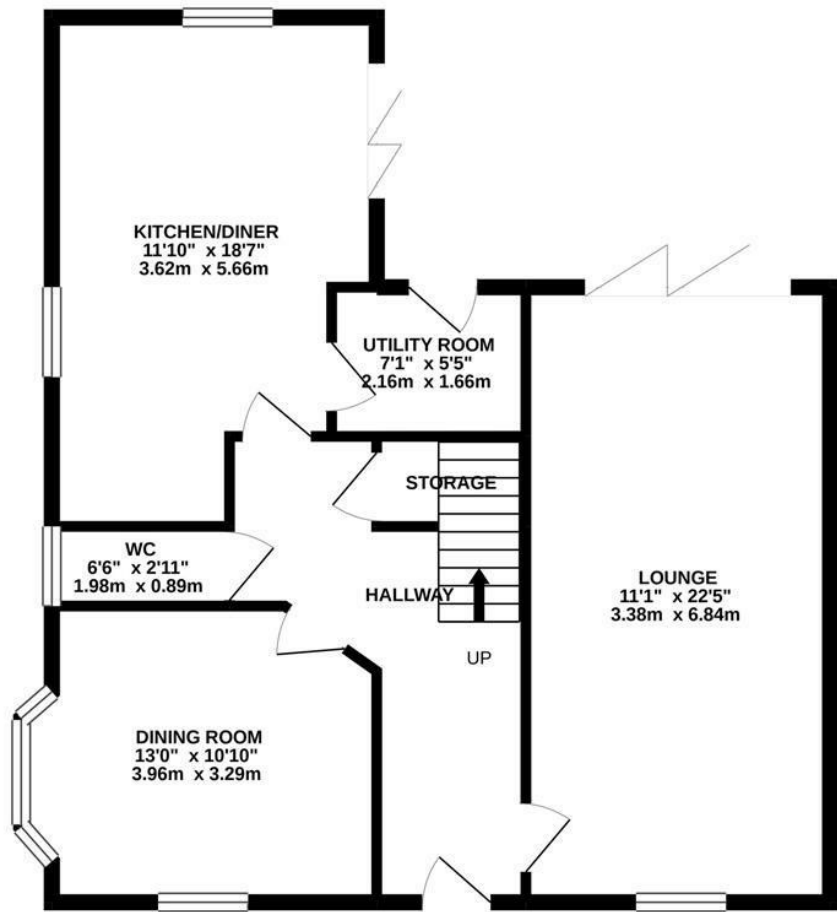 KITCHEN/DINER
11'10" x 18'7"
3.62m x 5.66m
UTILITY ROOM
7'1" x 5'5"
2.16m x 1.66m
STORAGE
WC
6'6" x 2'11"
1.98m x 0.89m
HALLWAY
UP
LOUNGE
11'1" x 22'5"
3.38m x 6.84m
DINING ROOM
13'0" x 10'10"
3.96m x 3.29m